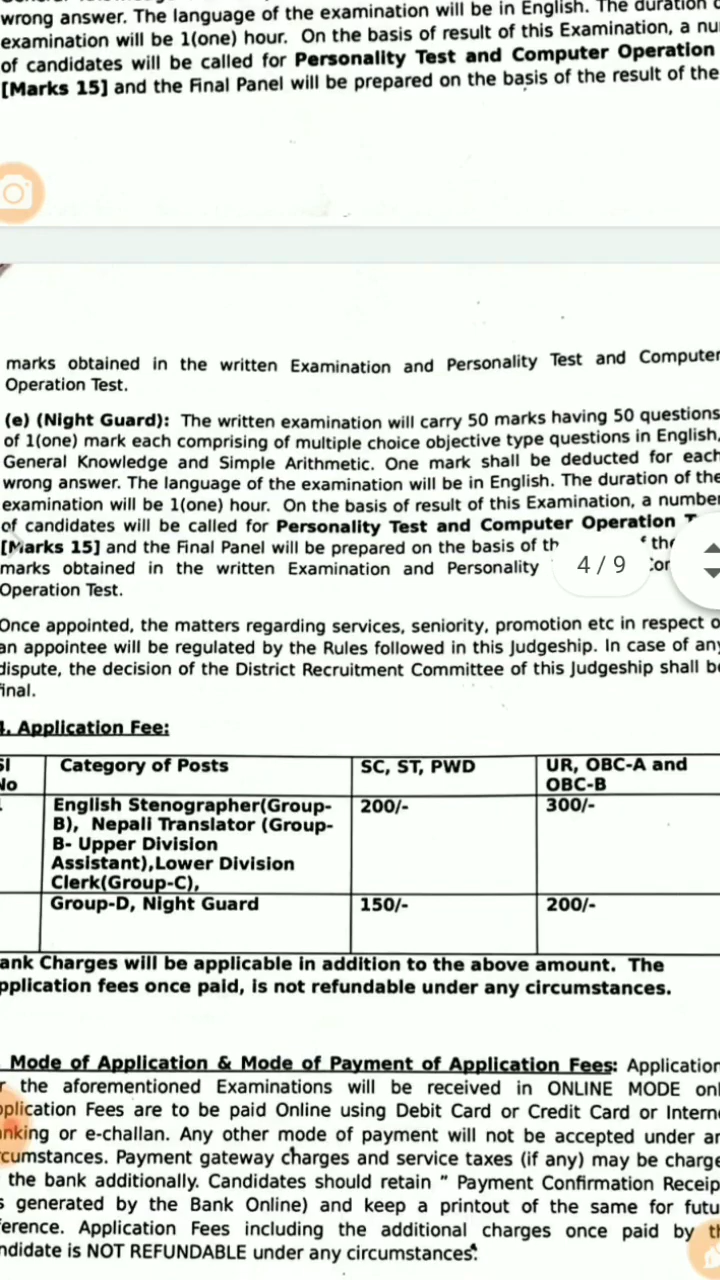 wrong answer. The language of the examination will be in English. The duration
examination will be 1(one) hour. On the basis of result of this Examination, a
of candidates will be called for Personality Test and Computer Operation
[Marks 15] and the Final Panel will be prepared on the basis of the result of the
marks obtained in the written Examination and Personality Test and Computer
Operation Test.
(e) (Night Guard): The written examination will carry 50 marks having 50 questions
of 1(one) mark each comprising of multiple choice objective type questions in English,
General Knowledge and Simple Arithmetic. One mark shall be deducted for each
wrong answer. The language of the examination will be in English. The duration of the
examination will be 1(one) hour. On the basis of result of this Examination, a number
of candidates will be called for Personality Test and Computer Operation
[Marks 15] and the Final Panel will be prepared on the basis of the
marks obtained in the written Examination and Personality
4 / 9
Operation Test.
Once appointed, the matters regarding services, seniority, promotion etc in respect
an appointee will be regulated by the Rules followed in this Judgeship. In case of any
dispute, the decision of the District Recruitment Committee of this Judgeship shall be
final.
. Application Fee:
Sl No Category of Posts SC, ST, PWD UR, OBC-A and OBC-B
English Stenographer(Group-
B), Nepali Translator (Group-
B- Upper Division
Assistant),Lower Division
Clerk(Group-C),
200/- 300/-
Group-D, Night Guard 150/- 200/-
ank Charges will be applicable in addition to the above amount. The
pplication fees once paid, is not refundable under any circumstances.
Mode of Application & Mode of Payment of Application Fees: Application
the aforementioned Examinations will be received in ONLINE MODE
pplication Fees are to be paid Online using Debit Card or Credit Card or
nking or e-challan. Any other mode of payment will not be accepted under
cumstances. Payment gateway charges and service taxes (if any) may be
the bank additionally. Candidates should retain " Payment Confirmation
generated by the Bank Online) and keep a printout of the same for
ference. Application Fees including the additional charges once paid by
ndidate is NOT REFUNDABLE under any circumstances.